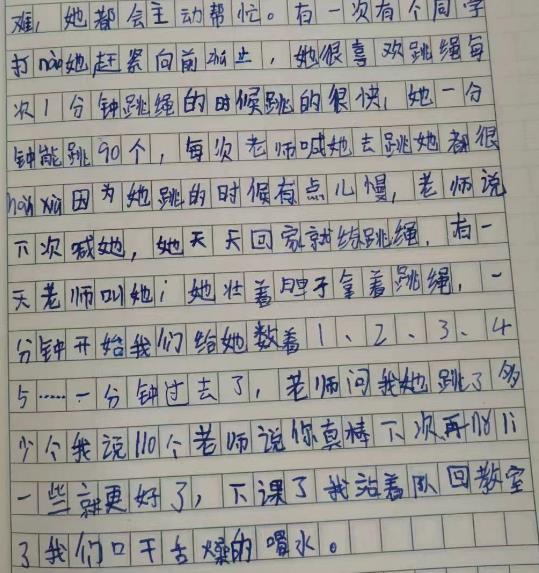 难，她都会主动帮忙。有一次有个同学
打nào她赶紧向前纵止，她很喜欢跳绳每
次1分钟跳绳的时候跳的很快，她一分
钟能跳90个，每次老师喊她去跳她都很
hài xiū因为她跳的时候有点儿慢，老师说
下次喊她，她天天回家就练跳绳，有一
天老师叫她；她壮着胆子拿着跳绳，一
分钟开始我们给她数着1、2、3、4
5……一分钟过去了，老师问我她跳了多
少个我说110个老师说你真棒下次再nǔ lì
一些就更好了，下课了我站着队回教室
了我们口干舌燥的喝水。